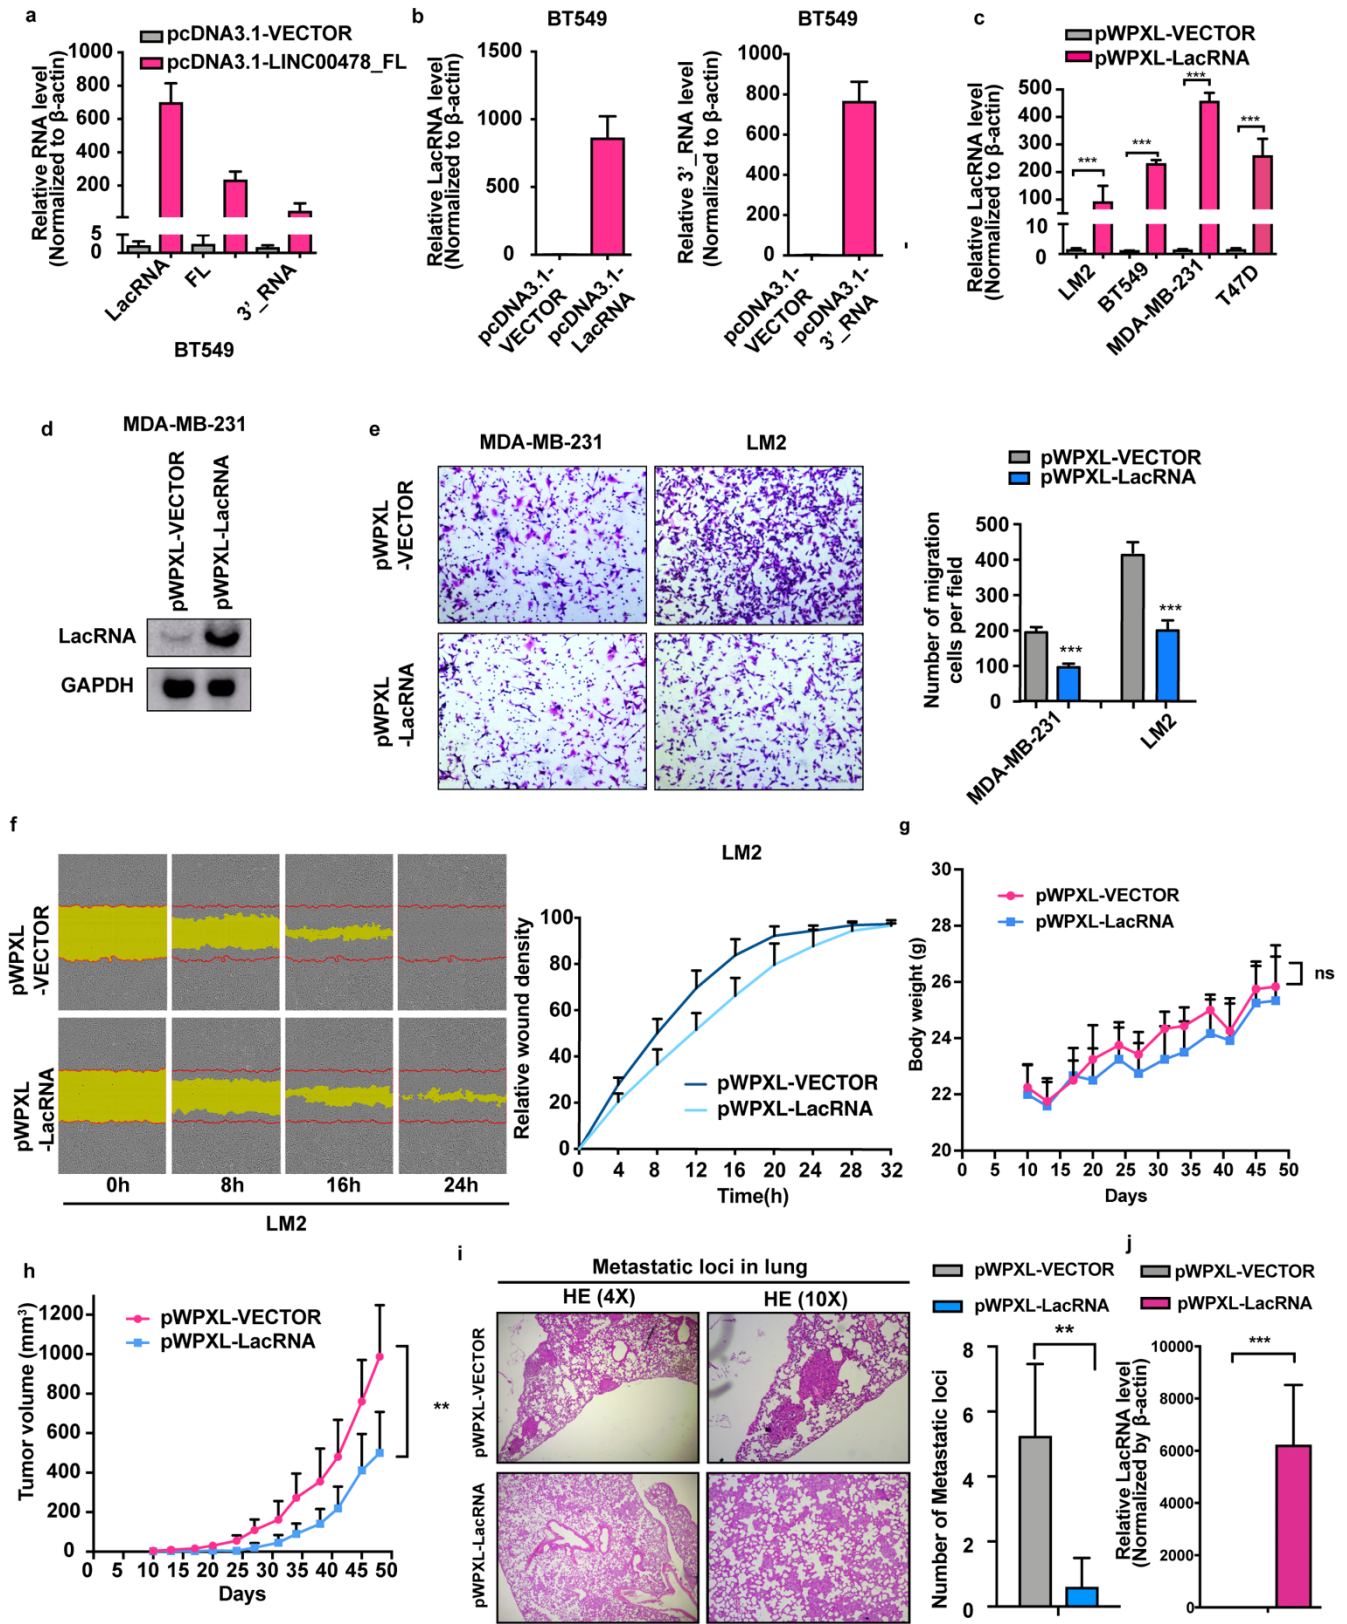 a
pcDNA3.1-VECTOR
pcDNA3.1-LINC00478_FL
Relative RNA level
(Normalized to β-actin)
1000
800
600
400
200
5
0
LacRNA
FL
3’_RNA
BT549
b
BT549
Relative LacRNA level
(Normalized to β-actin)
1500
1000
500
0
pcDNA3.1-
VECTOR
pcDNA3.1-
LacRNA
BT549
Relative 3’_RNA level
(Normalized to β-actin)
1000
800
600
400
200
0
pcDNA3.1-
VECTOR
pcDNA3.1-
3’_RNA
c
pWPXL-VECTOR
pWPXL-LacRNA
Relative LacRNA level
(Normalized to β-actin)
500
400
300
200
100
10
0
***
***
***
***
LM2
BT549
MDA-MB-231
T47D
d
MDA-MB-231
pWPXL-VECTOR
pWPXL-LacRNA
LacRNA
GAPDH
e
MDA-MB-231
LM2
pWPXL
-VECTOR
pWPXL
-LacRNA
pWPXL-VECTOR
pWPXL-LacRNA
Number of migration
cells per field
500
400
300
200
100
0
***
***
MDA-MB-231
LM2
f
pWPXL
-VECTOR
pWPXL
-LacRNA
0h
8h
16h
24h
LM2
LM2
Relative wound density
100
80
60
40
20
0
pWPXL-VECTOR
pWPXL-LacRNA
0 4 8 12 16 20 24 28 32
Time(h)
g
Body weight (g)
30
28
26
24
22
20
pWPXL-VECTOR
pWPXL-LacRNA
ns
0 5 10 15 20 25 30 35 40 45 50
Days
h
Tumor volume (mm³)
1200
1000
800
600
400
200
0
pWPXL-VECTOR
pWPXL-LacRNA
**
0 5 10 15 20 25 30 35 40 45 50
Days
i
Metastatic loci in lung
HE (4X)
HE (10X)
pWPXL-VECTOR
pWPXL-LacRNA
pWPXL-VECTOR
pWPXL-LacRNA
Number of Metastatic loci
8
6
4
2
0
**
j
pWPXL-VECTOR
pWPXL-LacRNA
Relative LacRNA level
(Normalized by β-actin)
10000
8000
6000
4000
2000
0
***